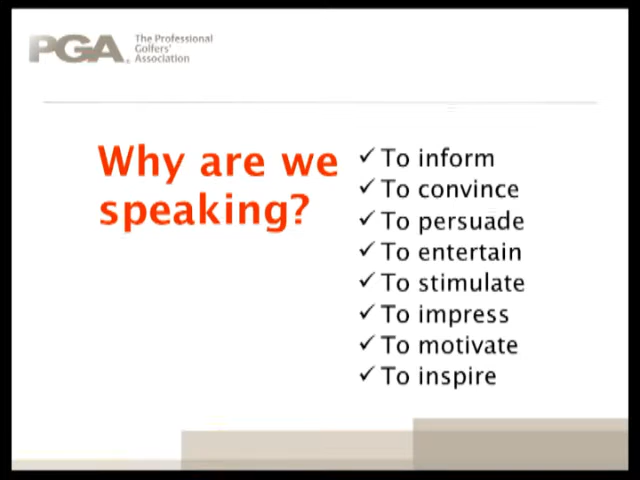 PGA
The Professional
Golfers'
Association
Why are we
speaking?
✓ To inform
✓ To convince
✓ To persuade
✓ To entertain
✓ To stimulate
✓ To impress
✓ To motivate
✓ To inspire